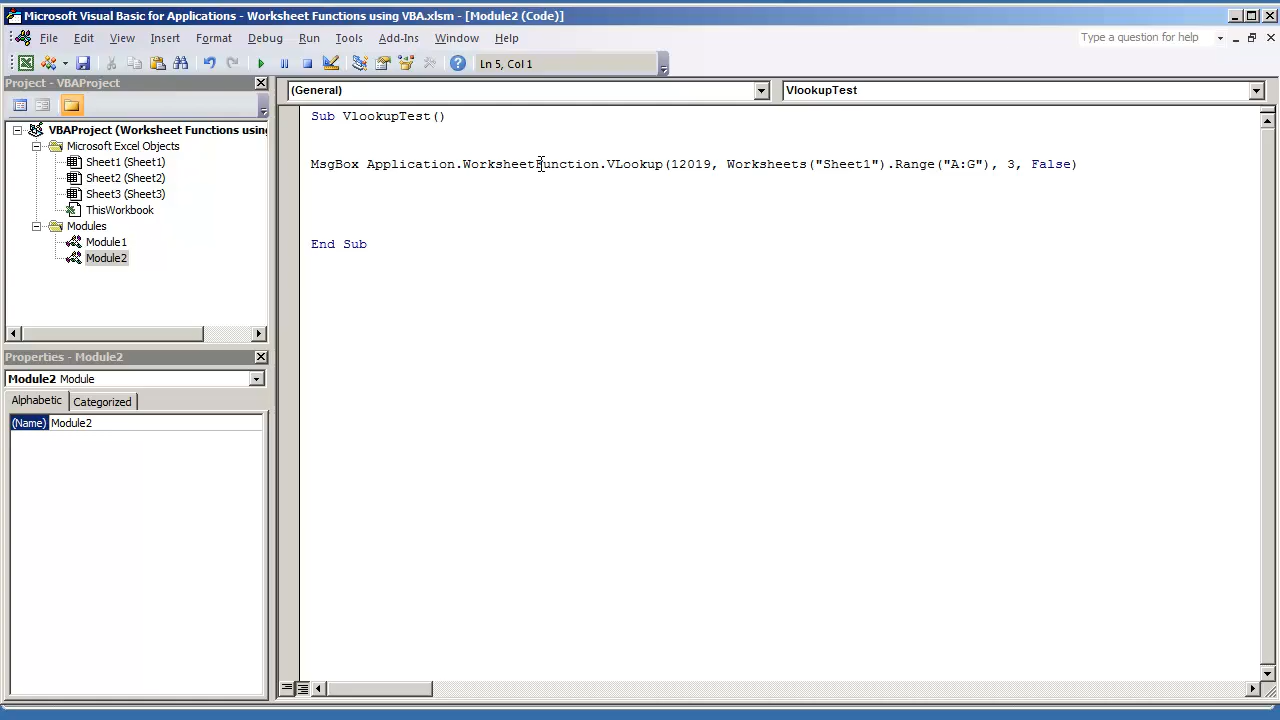 Microsoft Visual Basic for Applications - Worksheet Functions using VBA.xlsm - [Module2 (Code)]
File Edit View Insert Format Debug Run Tools Add-Ins Window Help
Type a question for help
Ln 5, Col 1
Project - VBAProject
(General)
VlookupTest
VBAProject (Worksheet Functions using
Microsoft Excel Objects
Sheet1 (Sheet1)
Sheet2 (Sheet2)
Sheet3 (Sheet3)
ThisWorkbook
Modules
Module1
Module2
Sub VlookupTest()
MsgBox Application.WorksheetFunction.VLookup(12019, Worksheets("Sheet1").Range("A:G"), 3, False)
End Sub
Properties - Module2
Module2 Module
Alphabetic Categorized
(Name) Module2